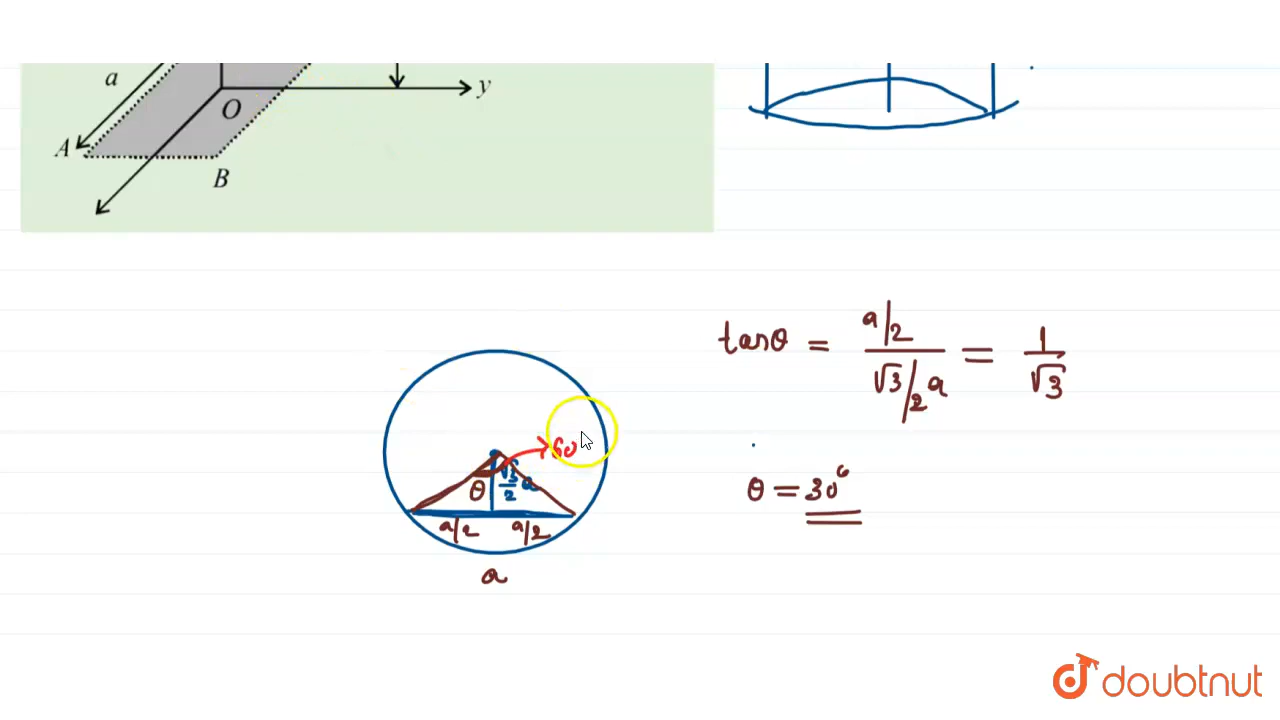 a
y
O
A
B
tanθ = a/2 / √3/2 a = 1/√3
60
θ = 30°
θ √3/2 a
a/2 a/2
a
doubtnut